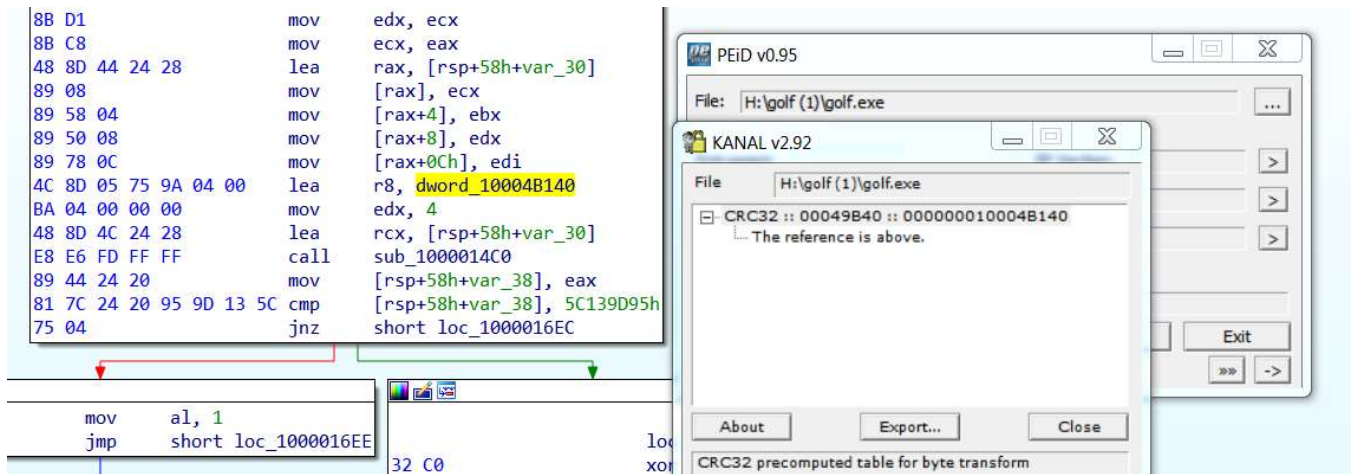 8B D1 mov edx, ecx
8B C8 mov ecx, eax
48 8D 44 24 28 lea rax, [rsp+58h+var_30]
89 08 mov [rax], ecx
89 58 04 mov [rax+4], ebx
89 50 08 mov [rax+8], edx
89 78 0C mov [rax+0Ch], edi
4C 8D 05 75 9A 04 00 lea r8, dword_10004B140
BA 04 00 00 00 mov edx, 4
48 8D 4C 24 28 lea rcx, [rsp+58h+var_30]
E8 E6 FD FF FF call sub_1000014C0
89 44 24 20 mov [rsp+58h+var_38], eax
81 7C 24 20 95 9D 13 5C cmp [rsp+58h+var_38], 5C139D95h
75 04 jnz short loc_1000016EC
mov al, 1
jmp short loc_1000016EE
32 C0
PEiD v0.95
File: H:\golf (1)\golf.exe
...
>
>
>
Exit
»» ->
KANAL v2.92
File H:\golf (1)\golf.exe
CRC32 :: 00049B40 :: 000000010004B140
The reference is above.
About Export... Close
CRC32 precomputed table for byte transform